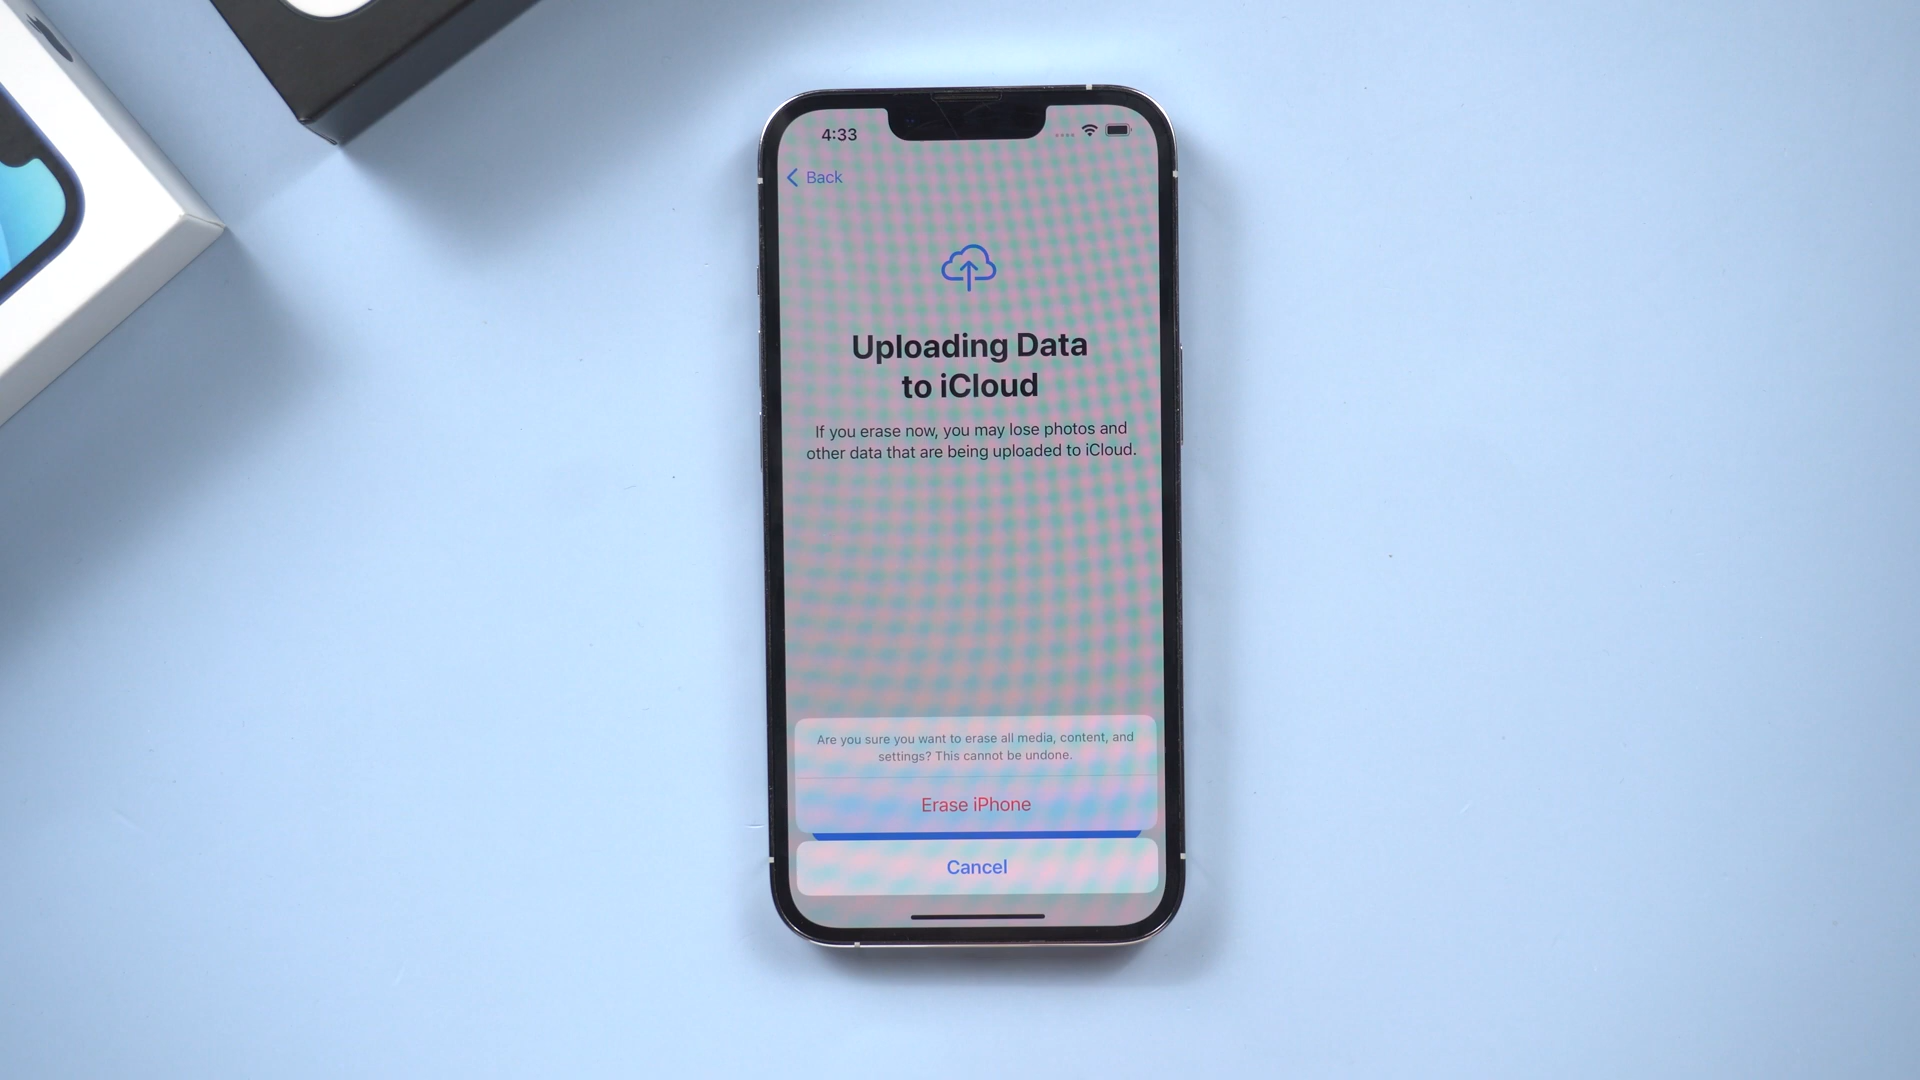 4:33
Back
Uploading Data
to iCloud
If you erase now, you may lose photos and
other data that are being uploaded to iCloud.
Are you sure you want to erase all media, content, and
settings? This cannot be undone.
Erase iPhone
Cancel